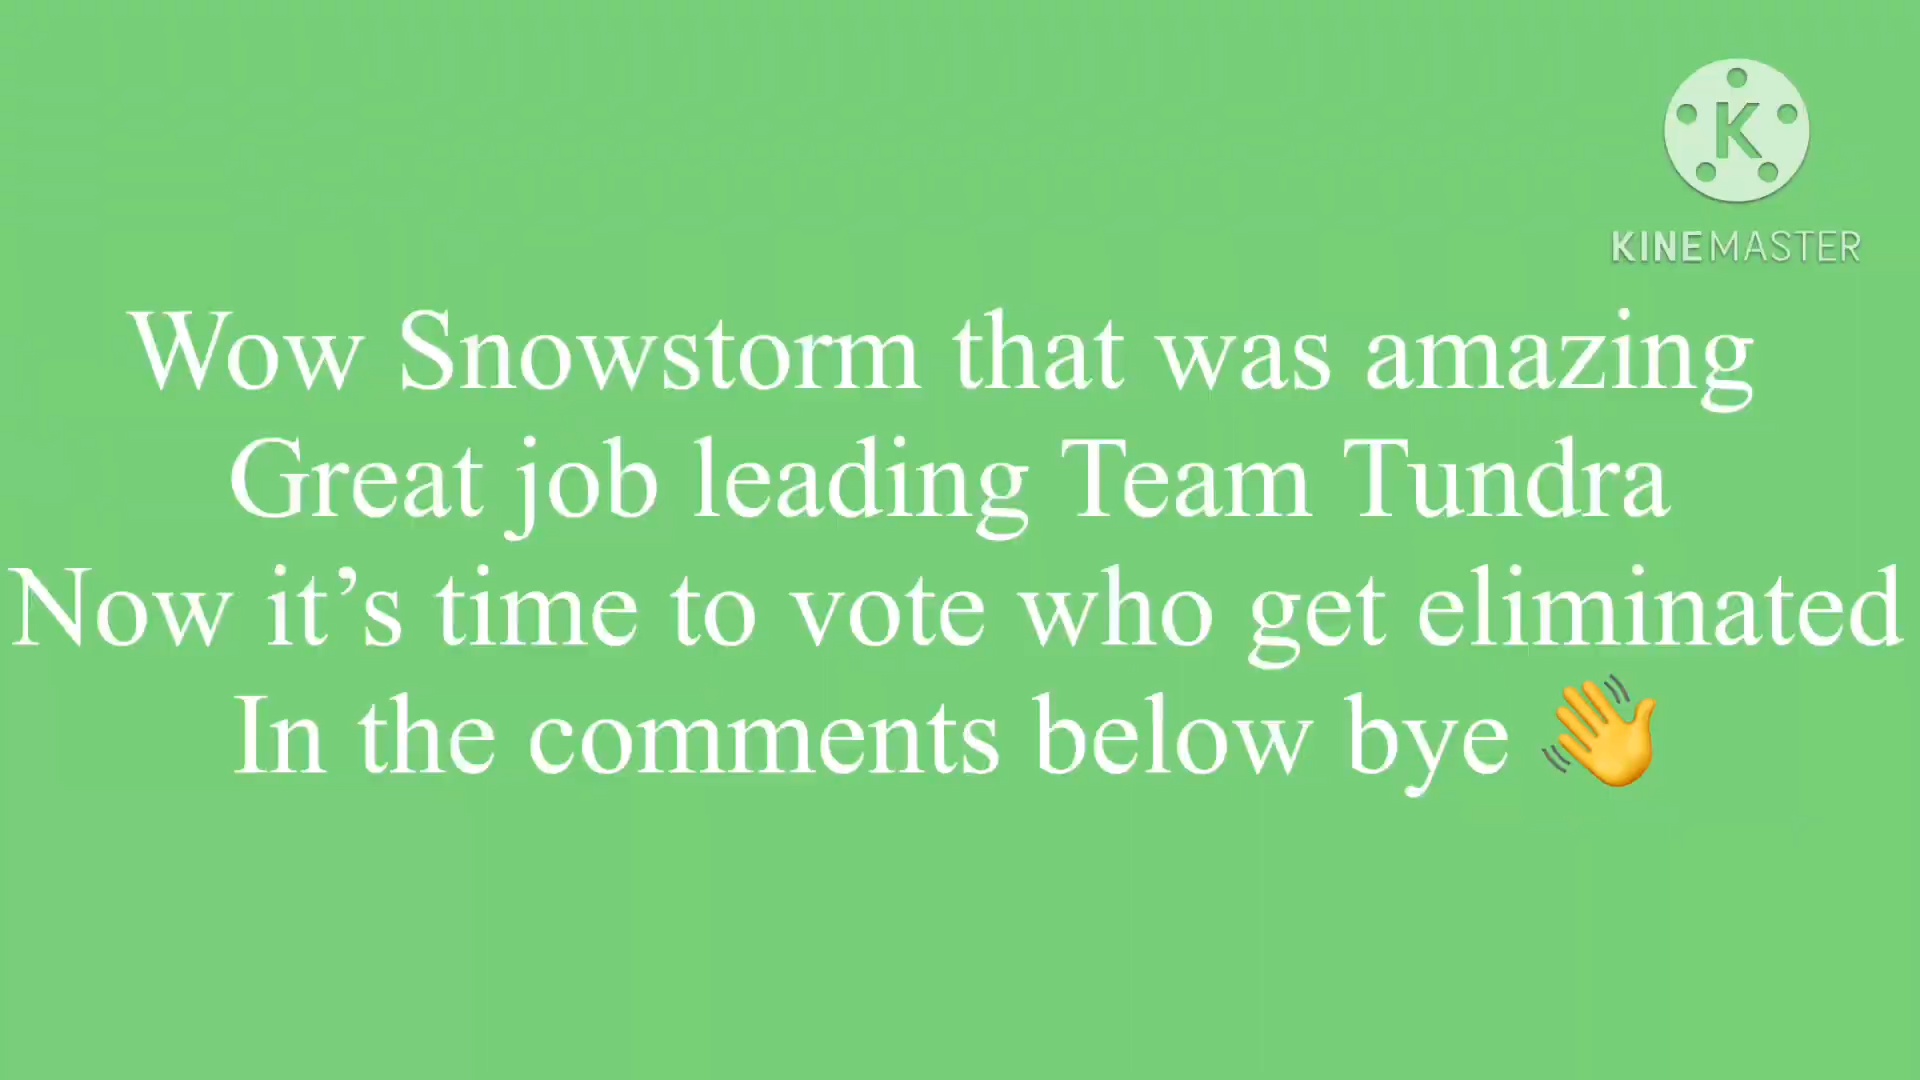 K
KINEMASTER
Wow Snowstorm that was amazing
Great job leading Team Tundra
Now it’s time to vote who get eliminated
In the comments below bye 👋